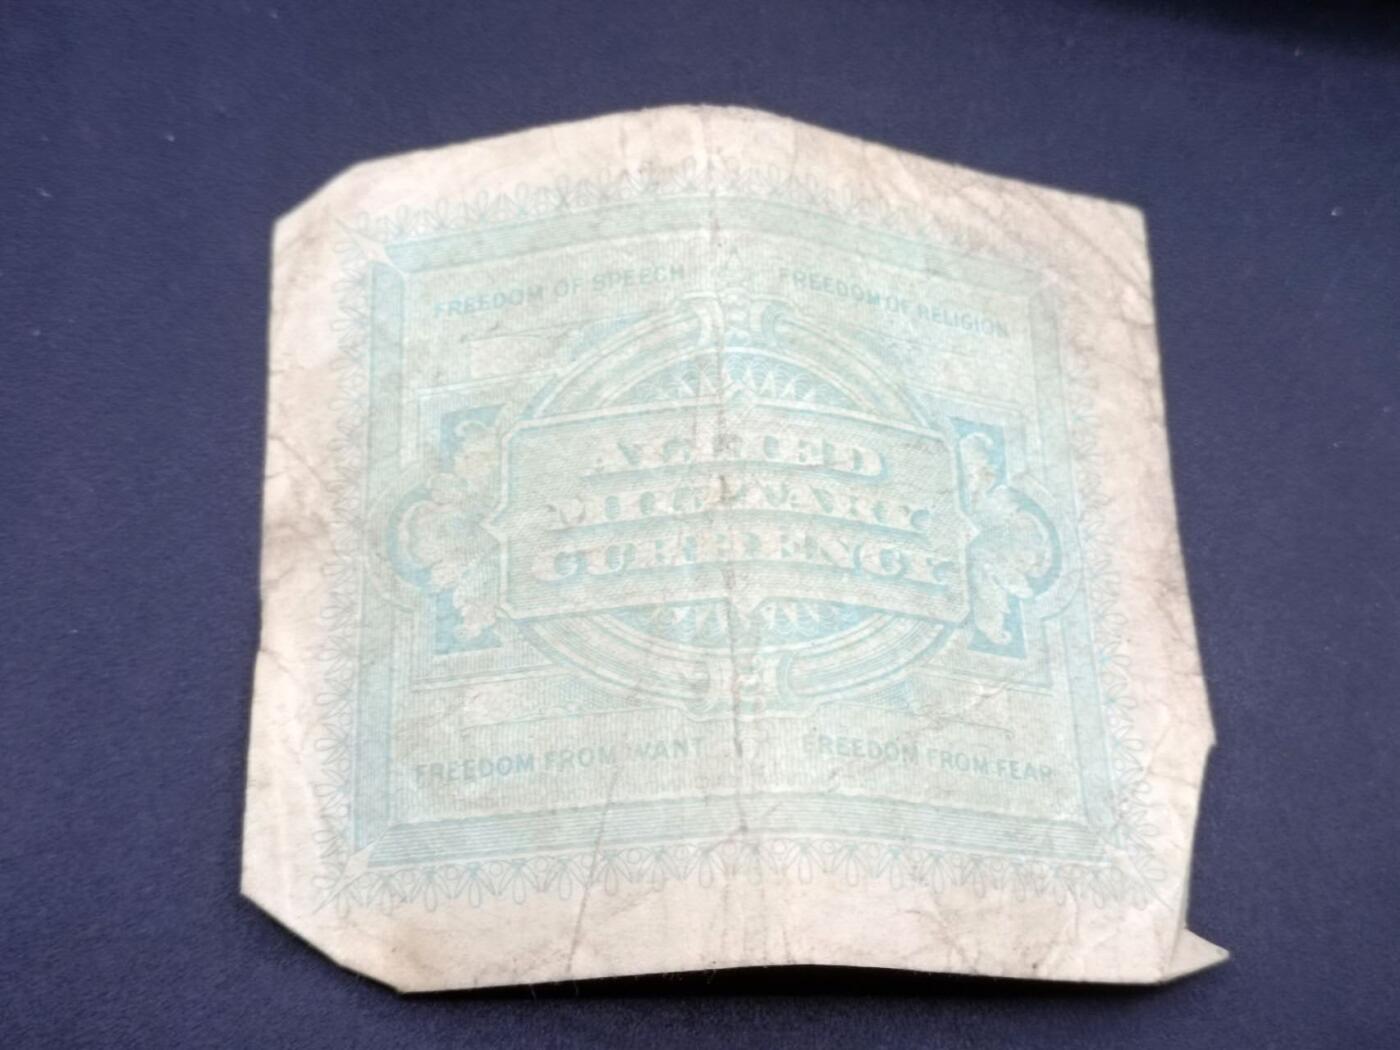 FREEDOM OF SPEECH FREEDOM OF RELIGION
ALLIED
MILITARY
CURRENCY
FREEDOM FROM WANT FREEDOM FROM FEAR